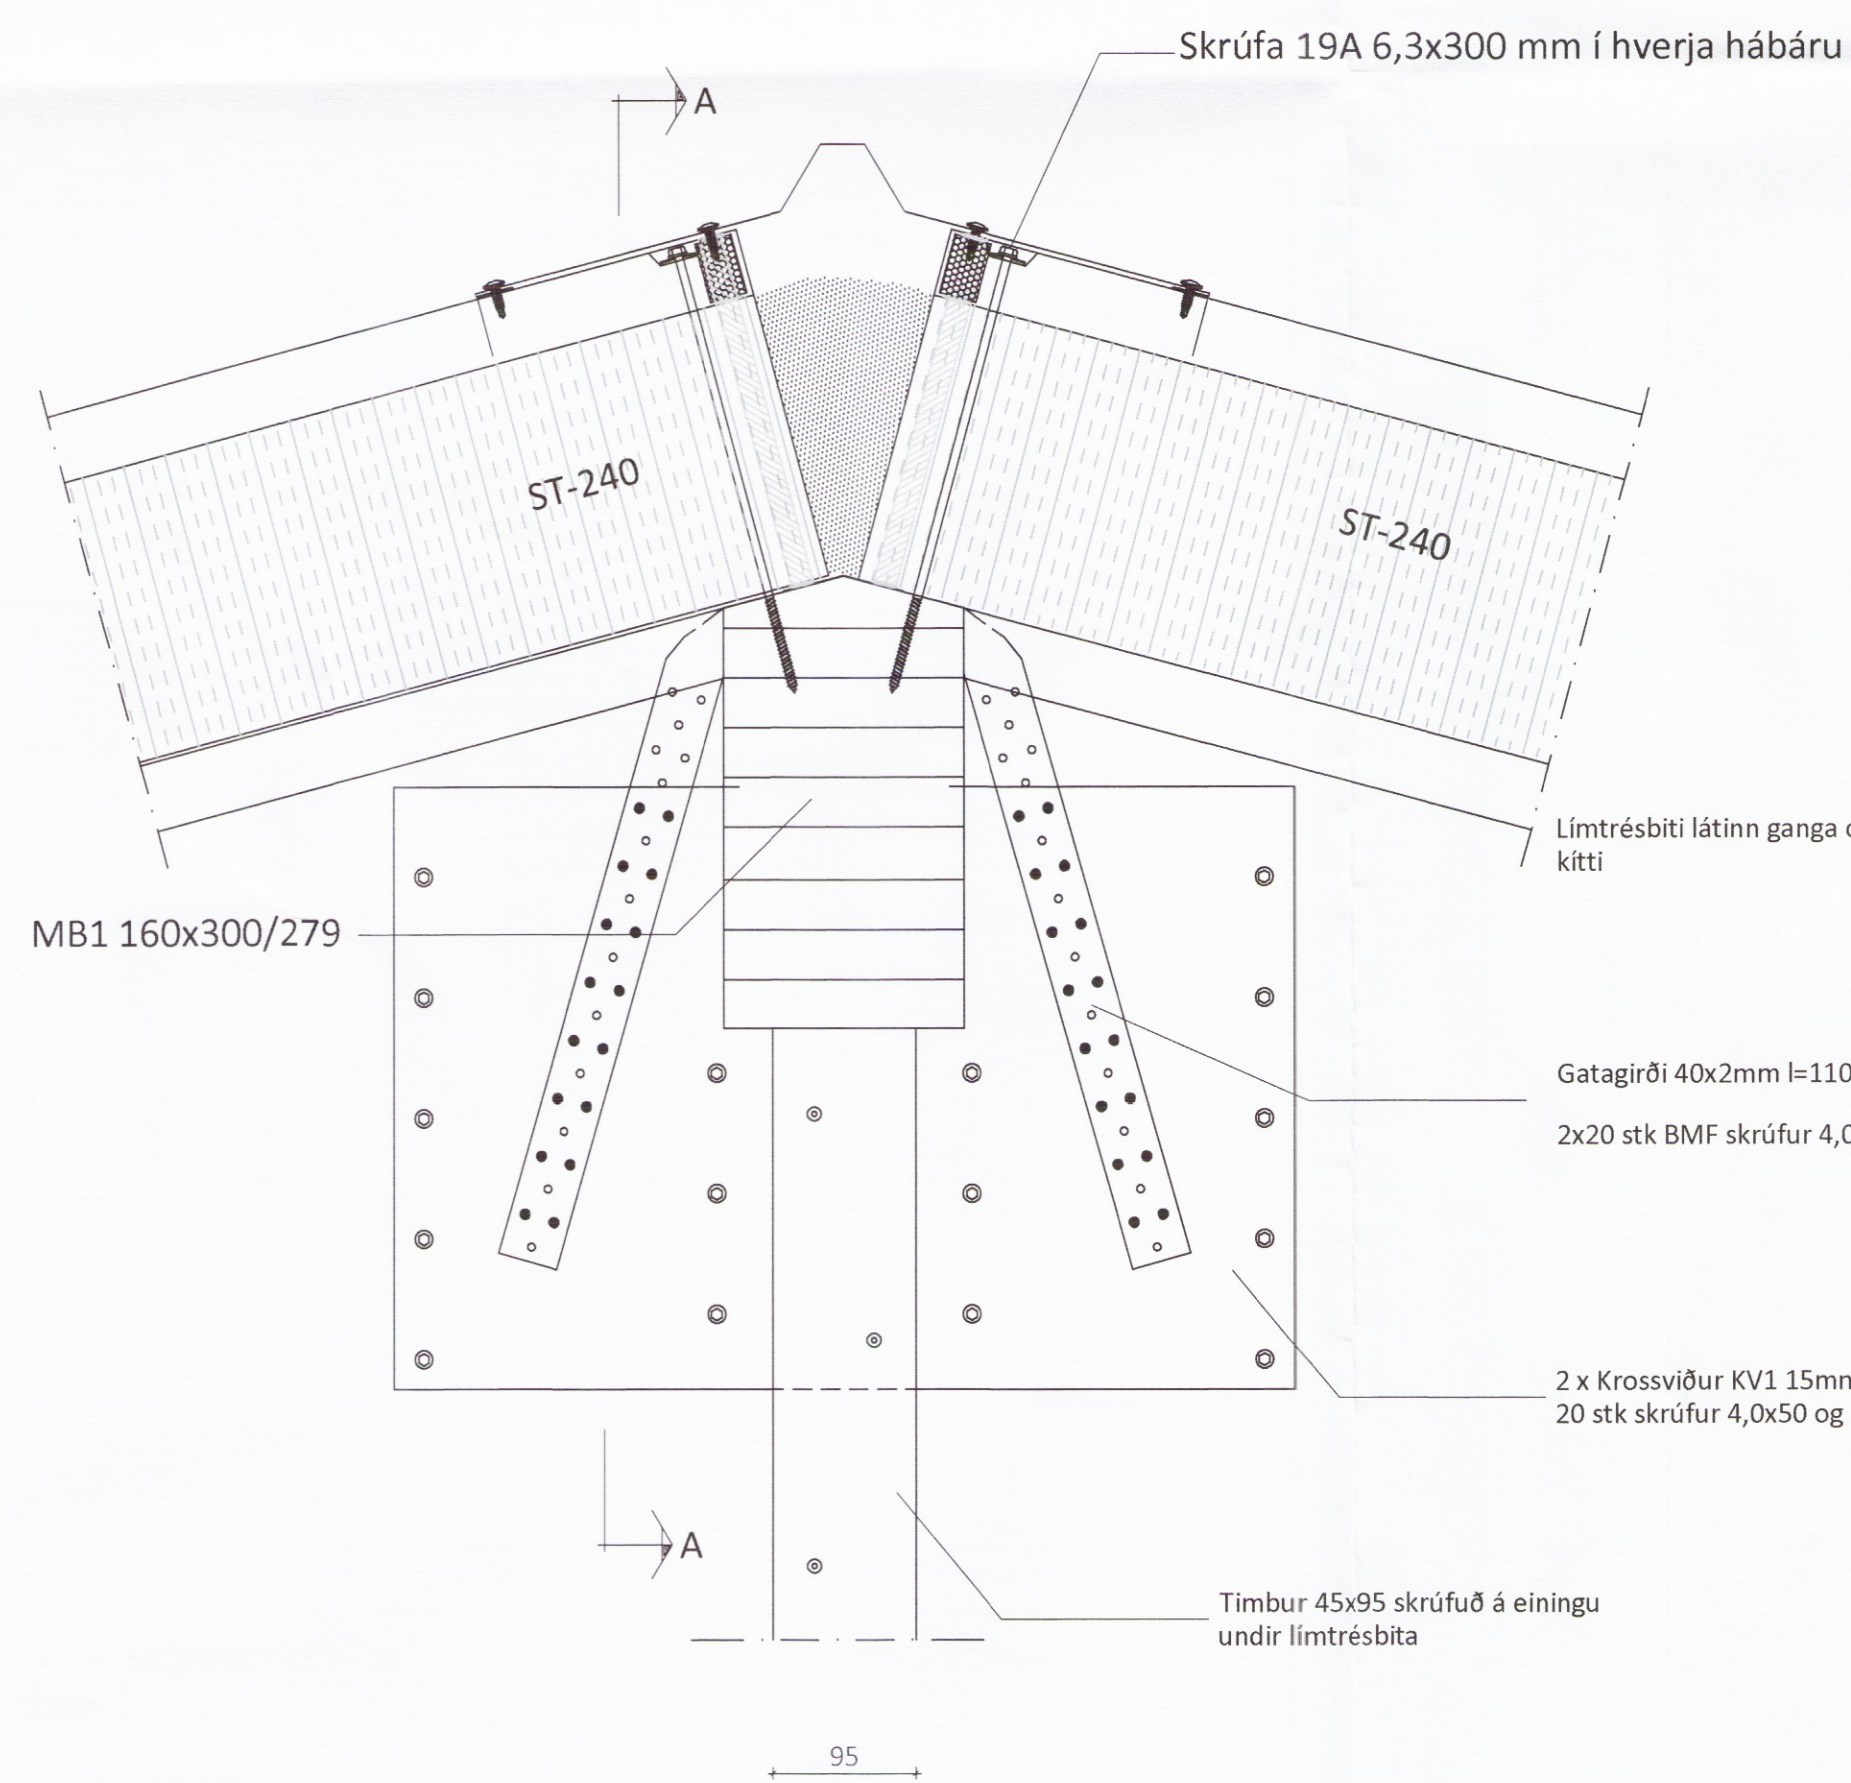 Skrúfa 19A 6,3x300 mm í hverja hábáru
A
ST-240
ST-240
Límtrésbiti látinn ganga
kítti
MB1 160x300/279
Gatagirði 40x2mm l=110
2x20 stk BMF skrúfur 4,0
2 x Krossviður KV1 15mm
20 stk skrúfur 4,0x50 og
A
Timbur 45x95 skrúfuð á einingu
undir límtrésbita
95